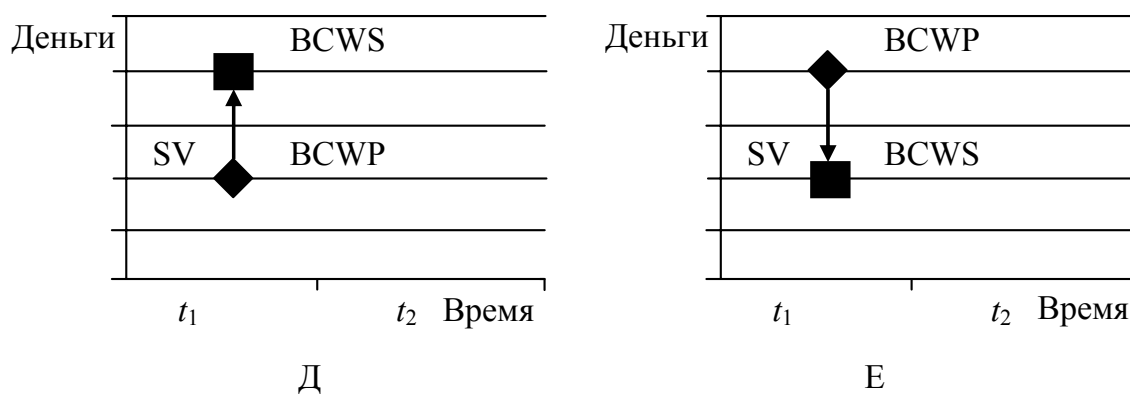 Деньги BCWS
SV BCWP
t₁ t₂ Время
Д
Деньги BCWP
SV BCWS
t₁ t₂ Время
Е